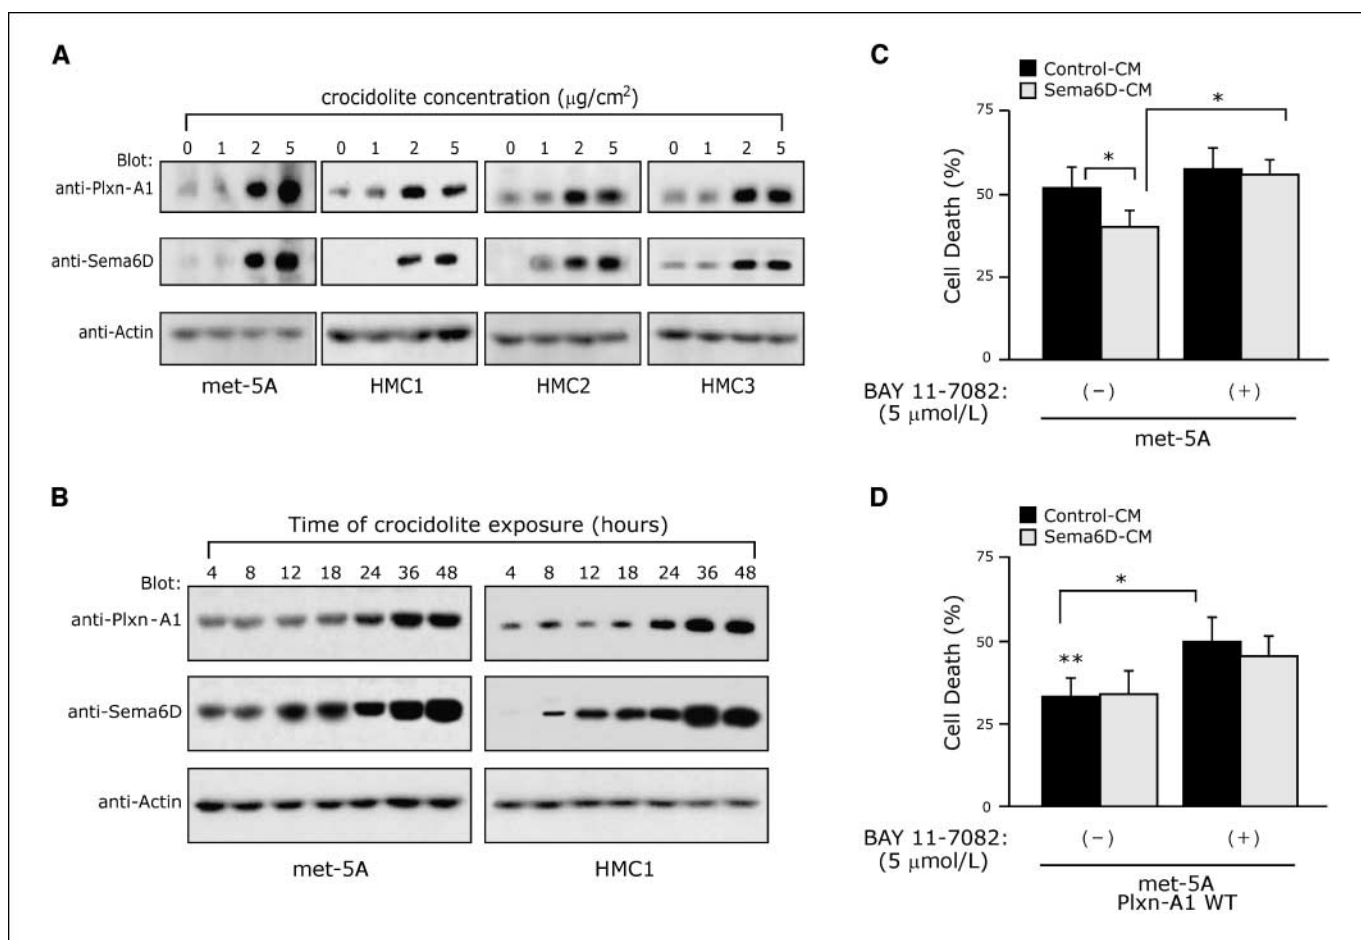 A
crocidolite concentration (μg/cm²)
0 1 2 5 0 1 2 5 0 1 2 5 0 1 2 5
Blot:
anti-Plxn-A1
anti-Sema6D
anti-Actin
met-5A HMC1 HMC2 HMC3
B
Time of crocidolite exposure (hours)
4 8 12 18 24 36 48 4 8 12 18 24 36 48
Blot:
anti-Plxn-A1
anti-Sema6D
anti-Actin
met-5A HMC1
C
Control-CM
Sema6D-CM
75
50
25
0
Cell Death (%)
*
*
BAY 11-7082: (−) (+)
(5 μmol/L)
met-5A
D
Control-CM
Sema6D-CM
75
50
25
0
Cell Death (%)
*
**
BAY 11-7082: (−) (+)
(5 μmol/L)
met-5A
Plxn-A1 WT